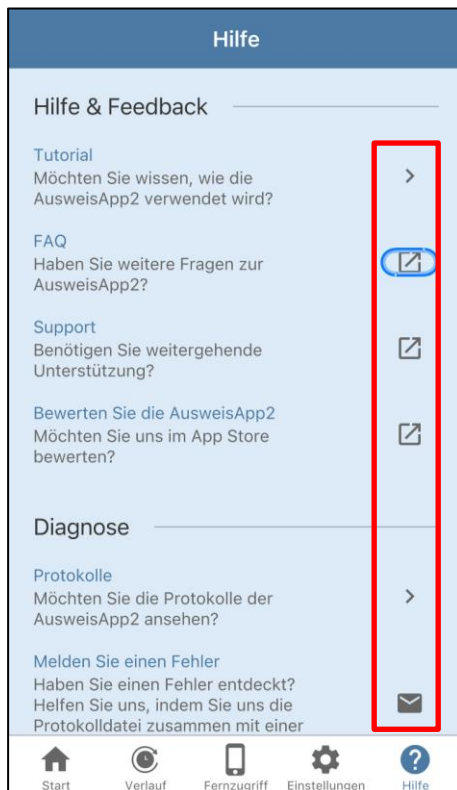 Hilfe
Hilfe & Feedback
Tutorial
Möchten Sie wissen, wie die
AusweisApp2 verwendet wird?
FAQ
Haben Sie weitere Fragen zur
AusweisApp2?
Support
Benötigen Sie weitergehende
Unterstützung?
Bewerten Sie die AusweisApp2
Möchten Sie uns im App Store
bewerten?
Diagnose
Protokolle
Möchten Sie die Protokolle der
AusweisApp2 ansehen?
Melden Sie einen Fehler
Haben Sie einen Fehler entdeckt?
Helfen Sie uns, indem Sie uns die
Protokolldatei zusammen mit einer
Start Verlauf Fernzugriff Einstellungen Hilfe